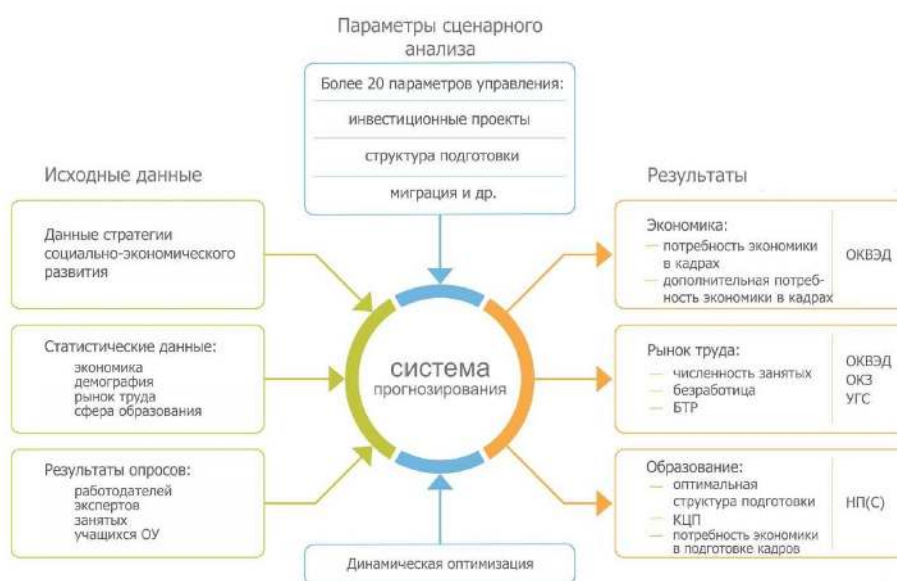 Параметры сценарного
анализа
Более 20 параметров управления:
инвестиционные проекты
структура подготовки
миграция и др.
Исходные данные
Данные стратегии
социально-экономического
развития
Статистические данные:
экономика
демография
рынок труда
сфера образования
Результаты опросов:
работодателей
экспертов
занятых
учащихся ОУ
система
прогнозирования
Динамическая оптимизация
Результаты
Экономика:
— потребность экономики
в кадрах
— дополнительная потреб-
ность экономики в кадрах
ОКВЭД
Рынок труда:
— численность занятых
— безработица
— БТР
ОКВЭД
ОКЗ
УГС
Образование:
— оптимальная
структура подготовки
— КЦП
— потребность экономики
в подготовке кадров
НП(С)